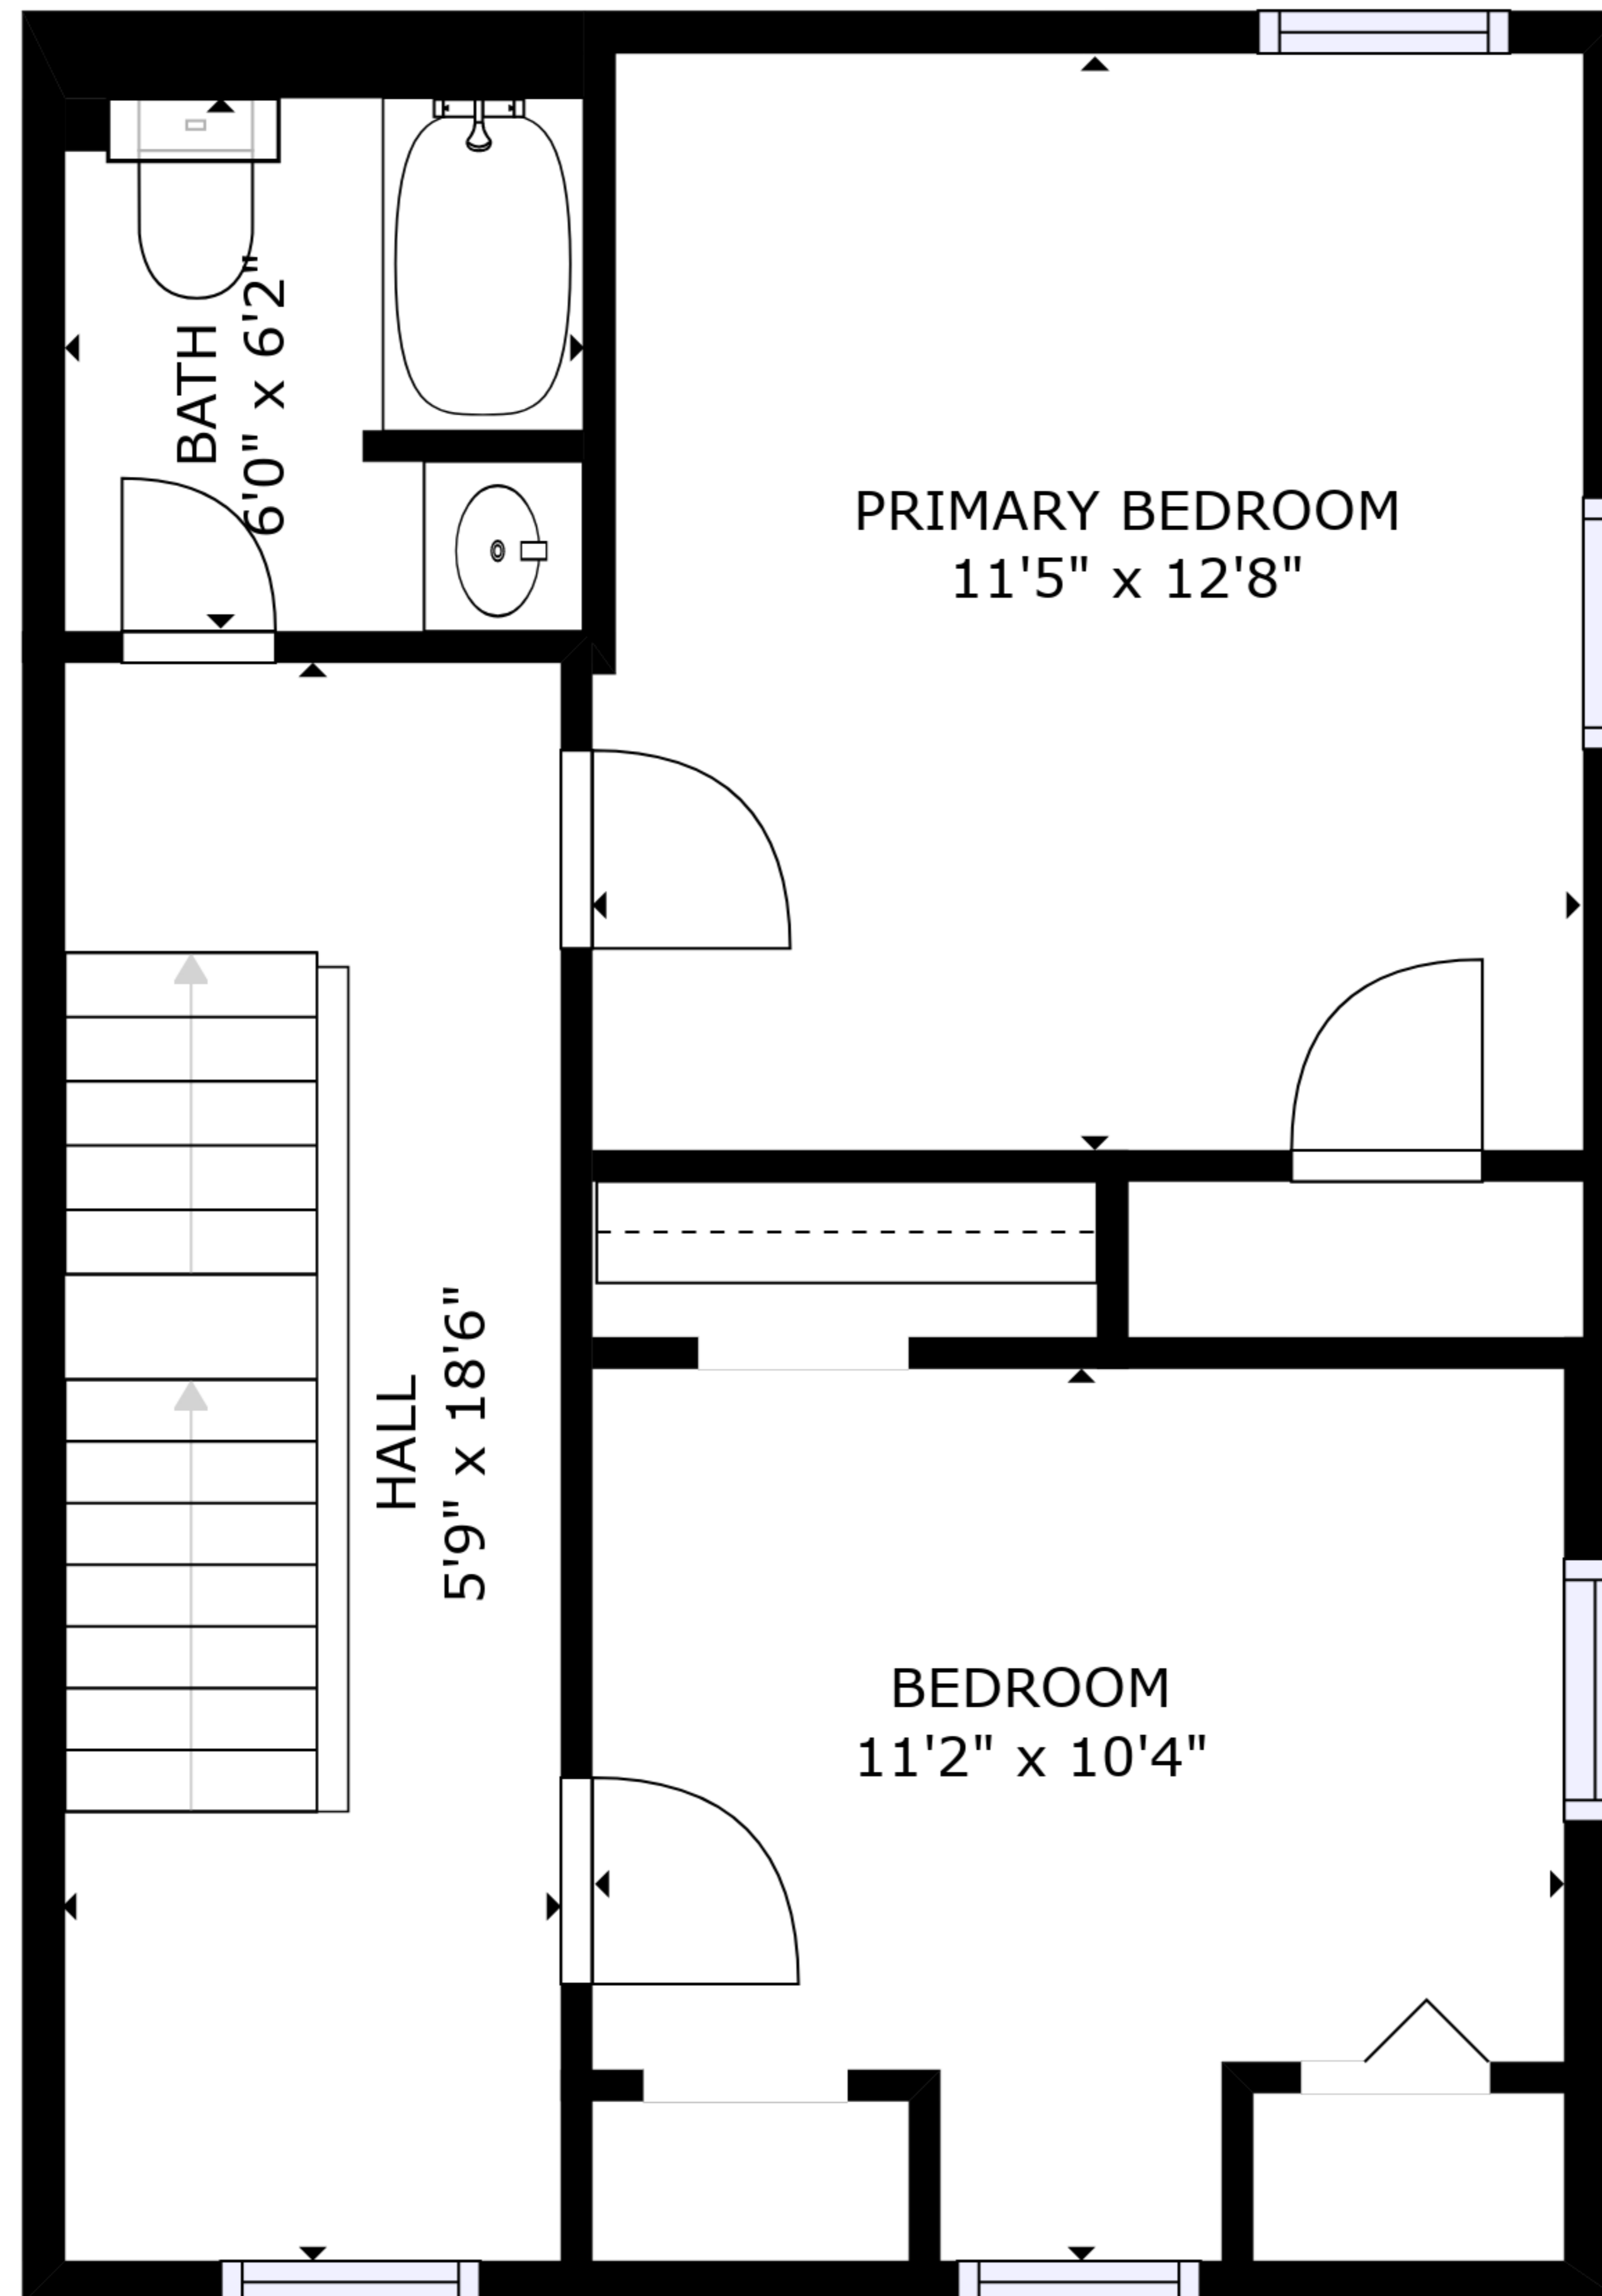 BATH
6'0" x 6'2"
PRIMARY BEDROOM
11'5" x 12'8"
HALL
5'9" x 18'6"
BEDROOM
11'2" x 10'4"